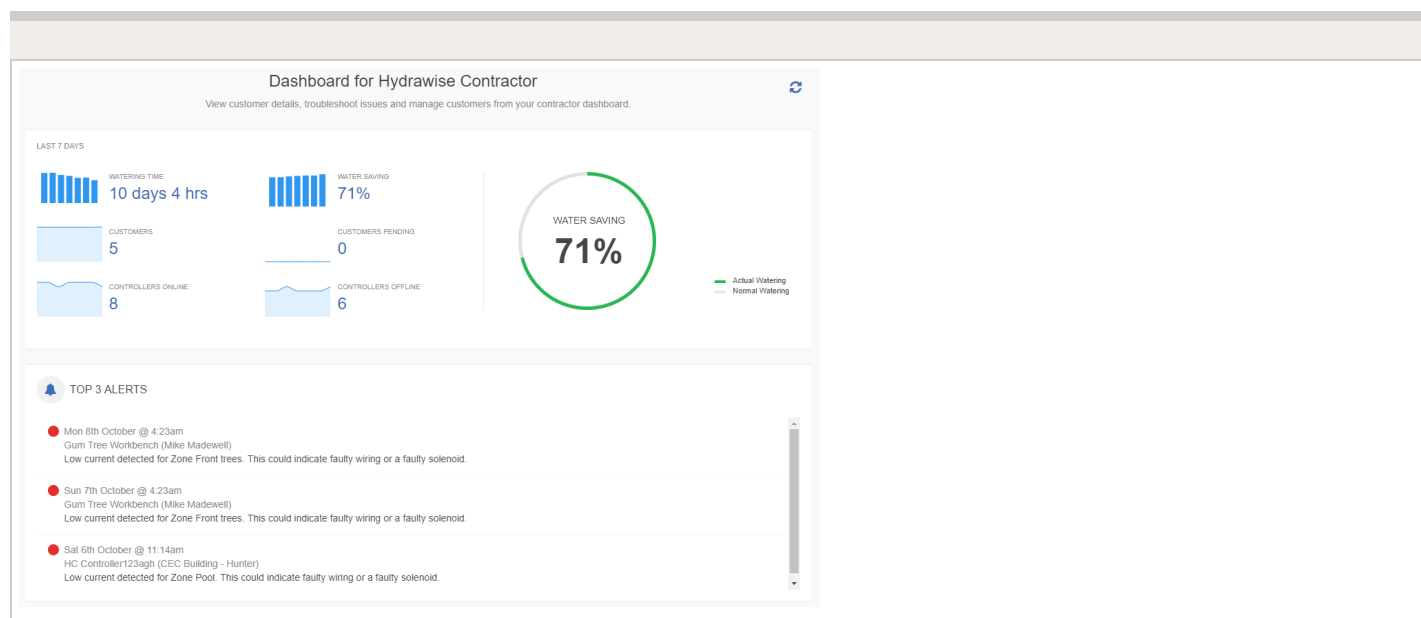 Dashboard for Hydrawise Contractor
View customer details, troubleshoot issues and manage customers from your contractor dashboard.
LAST 7 DAYS
WATERING TIME
10 days 4 hrs
WATER SAVING
71%
CUSTOMERS
5
CUSTOMERS PENDING
0
CONTROLLERS ONLINE
8
CONTROLLERS OFFLINE
6
WATER SAVING
71%
Actual Watering
Normal Watering
TOP 3 ALERTS
Mon 8th October @ 4:23am
Gum Tree Workbench (Mike Madewell)
Low current detected for Zone Front trees. This could indicate faulty wiring or a faulty solenoid.
Sun 7th October @ 4:23am
Gum Tree Workbench (Mike Madewell)
Low current detected for Zone Front trees. This could indicate faulty wiring or a faulty solenoid.
Sat 6th October @ 11:14am
HC Controller123agh (CEC Building - Hunter)
Low current detected for Zone Pool. This could indicate faulty wiring or a faulty solenoid.